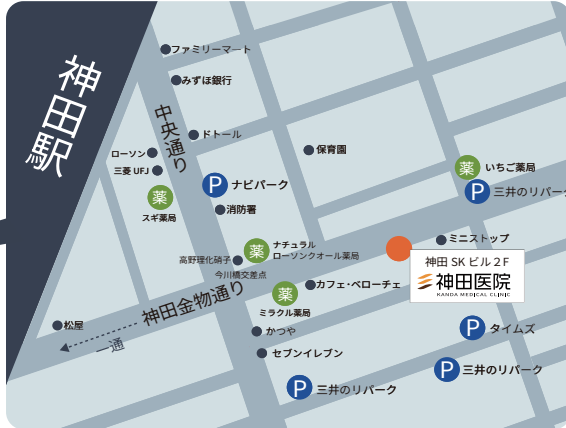 神田駅
ファミリーマート
みずほ銀行
中央通り
ドトール
ローソン
三菱 UFJ
保育園
薬
いちご薬局
P
三井のリパーク
P
ナビパーク
薬
スギ薬局
消防署
ミニストップ
薬
ナチュラル
ローソンクオール薬局
高野理化硝子
今川橋交差点
神田 SK ビル 2 F
神田医院
KANDA MEDICAL CLINIC
カフェ・ベローチェ
神田金物通り
薬
ミラクル薬局
松屋
一通
かつや
P
タイムズ
セブンイレブン
P
三井のリパーク
P
三井のリパーク